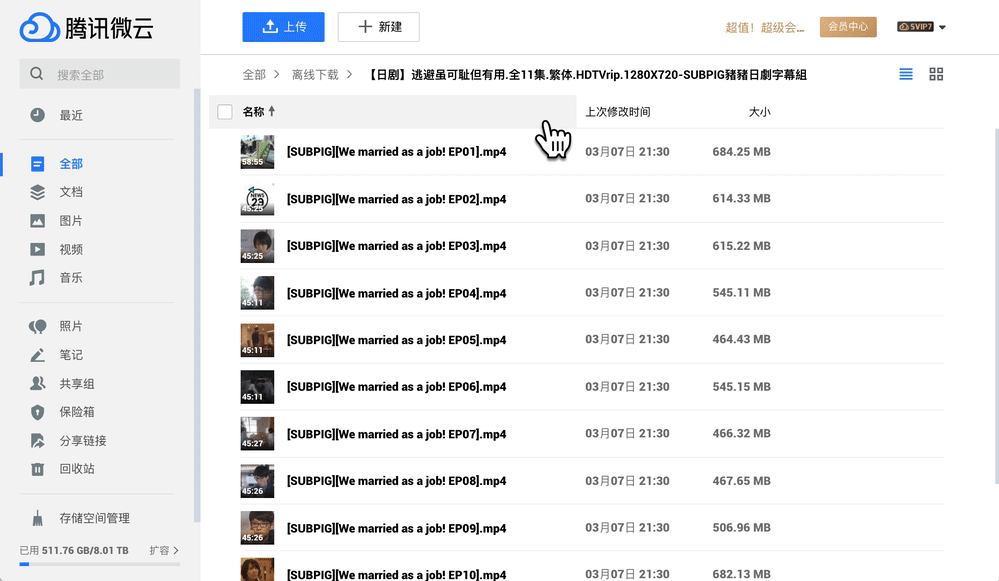 腾讯微云
上传
新建
超值！超级会...
会员中心
SVIP7
搜索全部
最近
全部
文档
图片
视频
音乐
照片
笔记
共享组
保险箱
分享链接
回收站
存储空间管理
已用 511.76 GB/8.01 TB 扩容
全部 离线下载 【日剧】逃避虽可耻但有用.全11集.繁体.HDTVrip.1280X720-SUBPIG豬豬日劇字幕組
名称 上次修改时间 大小
58:55 [SUBPIG][We married as a job! EP01].mp4 03月07日 21:30 684.25 MB
NEWS 23 45:25 [SUBPIG][We married as a job! EP02].mp4 03月07日 21:30 614.33 MB
45:25 [SUBPIG][We married as a job! EP03].mp4 03月07日 21:30 615.22 MB
45:11 [SUBPIG][We married as a job! EP04].mp4 03月07日 21:30 545.11 MB
45:11 [SUBPIG][We married as a job! EP05].mp4 03月07日 21:30 464.43 MB
45:11 [SUBPIG][We married as a job! EP06].mp4 03月07日 21:30 545.15 MB
45:27 [SUBPIG][We married as a job! EP07].mp4 03月07日 21:30 466.32 MB
45:26 [SUBPIG][We married as a job! EP08].mp4 03月07日 21:30 467.65 MB
45:26 [SUBPIG][We married as a job! EP09].mp4 03月07日 21:30 506.96 MB
[SUBPIG][We married as a job! EP10].mp4 03月07日 21:30 682.13 MB